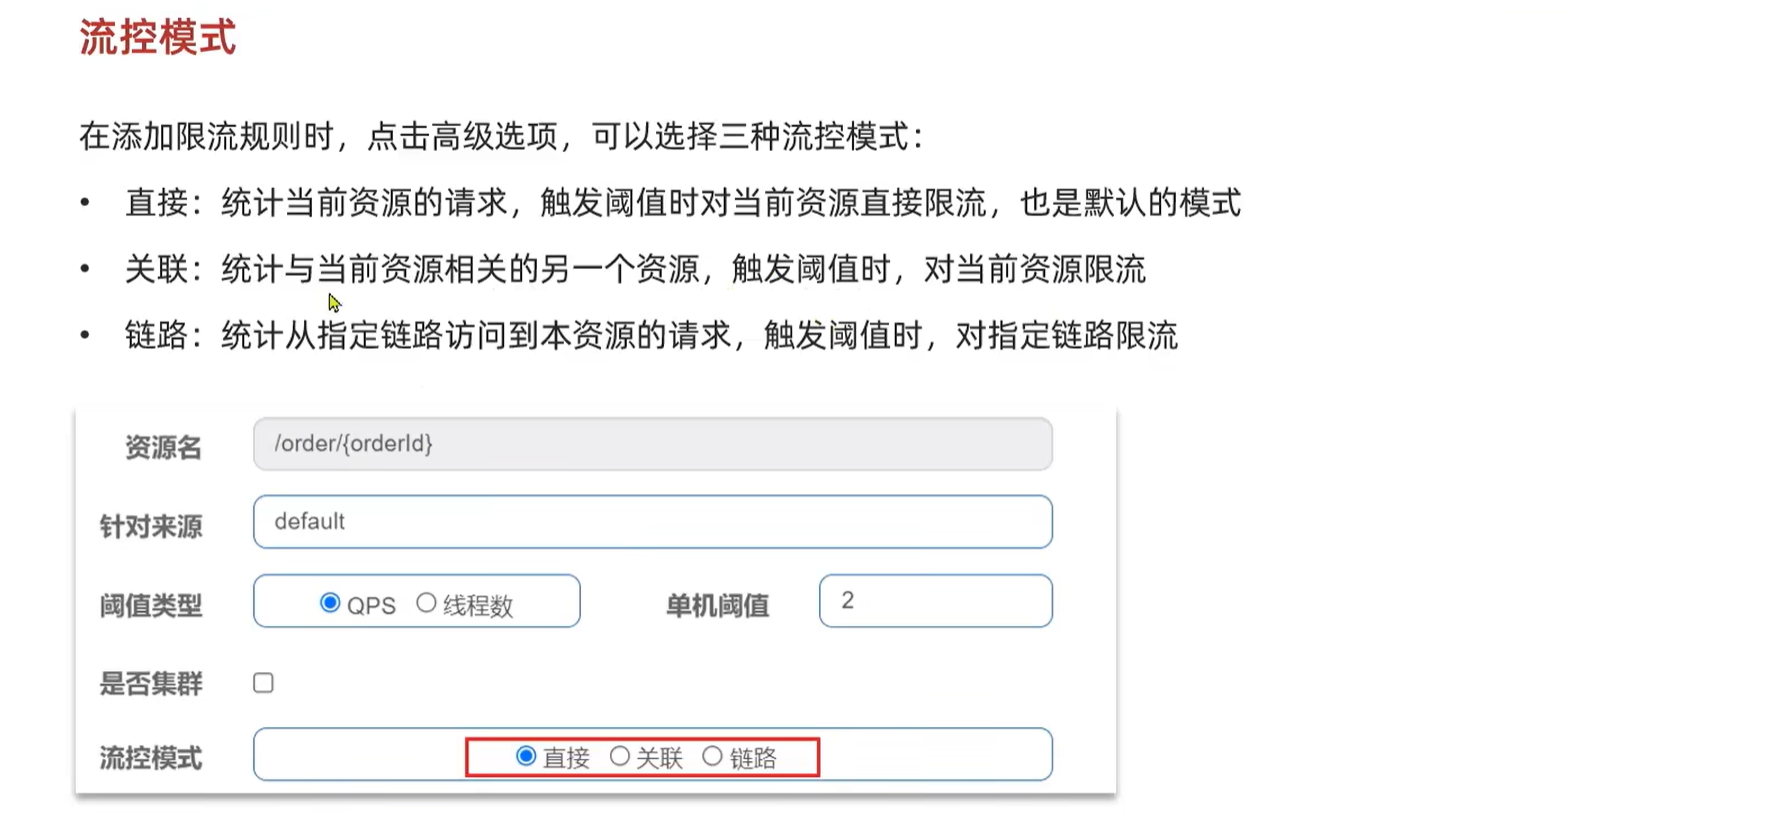 流控模式
在添加限流规则时，点击高级选项，可以选择三种流控模式：
• 直接：统计当前资源的请求，触发阈值时对当前资源直接限流，也是默认的模式
• 关联：统计与当前资源相关的另一个资源，触发阈值时，对当前资源限流
• 链路：统计从指定链路访问到本资源的请求，触发阈值时，对指定链路限流
资源名 /order/{orderId}
针对来源 default
阈值类型 QPS 线程数 单机阈值 2
是否集群
流控模式 直接 关联 链路